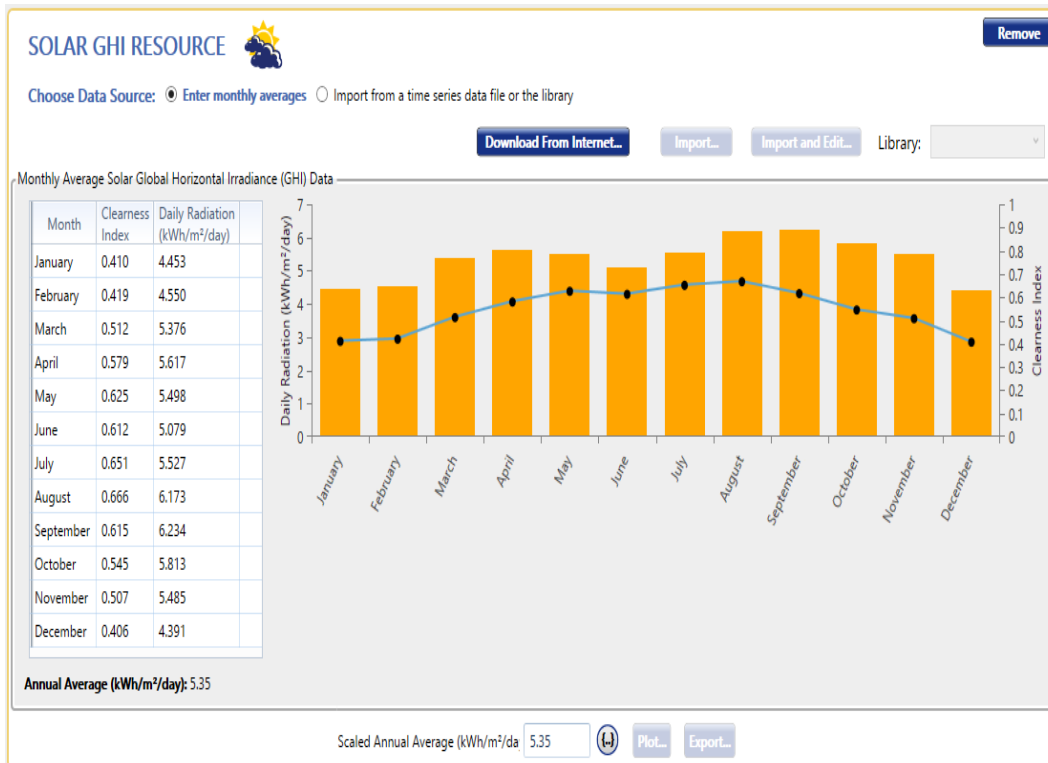 SOLAR GHI RESOURCE
Remove
Choose Data Source: Enter monthly averages Import from a time series data file or the library
Download From Internet... Import... Import and Edit... Library:
Monthly Average Solar Global Horizontal Irradiance (GHI) Data
Month Clearness Index Daily Radiation (kWh/m²/day)
January 0.410 4.453
February 0.419 4.550
March 0.512 5.376
April 0.579 5.617
May 0.625 5.498
June 0.612 5.079
July 0.651 5.527
August 0.666 6.173
September 0.615 6.234
October 0.545 5.813
November 0.507 5.485
December 0.406 4.391
Daily Radiation (kWh/m²/day)
7
6
5
4
3
2
1
0
1
0.9
0.8
0.7
0.6
0.5
0.4
0.3
0.2
0.1
0
Clearness Index
January February March April May June July August September October November December
Annual Average (kWh/m²/day): 5.35
Scaled Annual Average (kWh/m²/da 5.35 {..} Plot... Export...